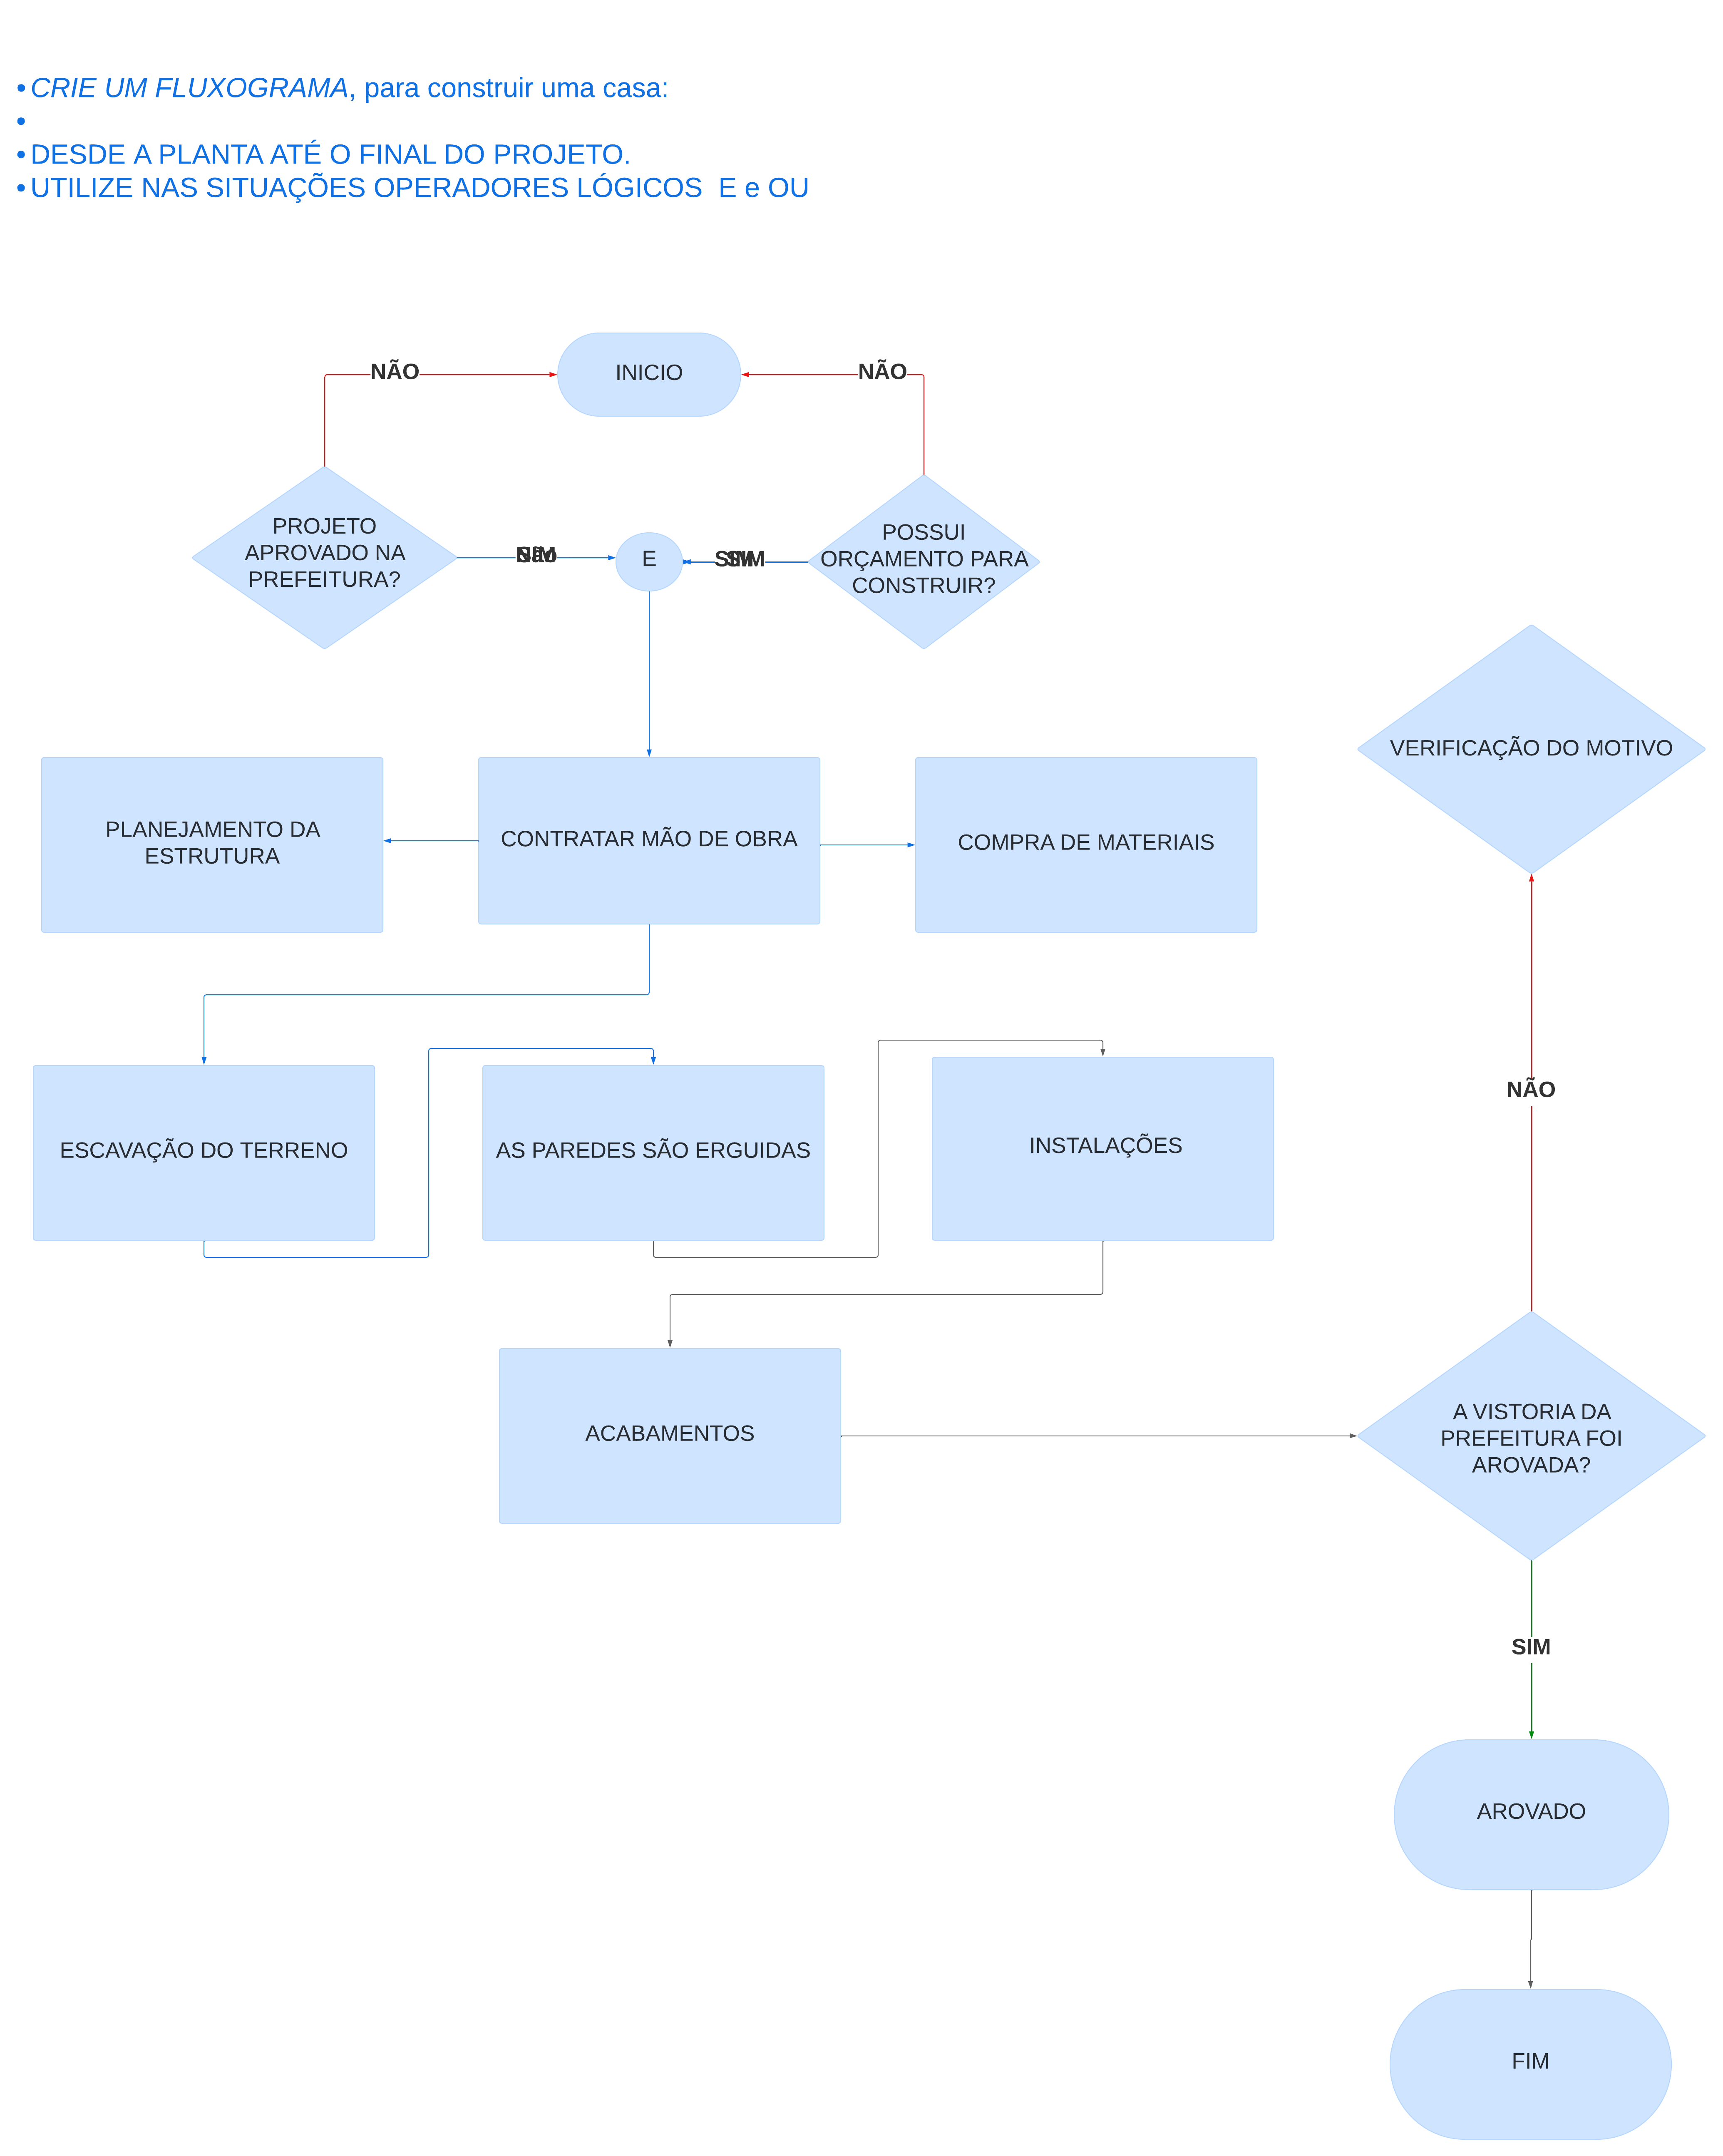 • CRIE UM FLUXOGRAMA, para construir uma casa:
•
• DESDE A PLANTA ATÉ O FINAL DO PROJETO.
• UTILIZE NAS SITUAÇÕES OPERADORES LÓGICOS  E e OU
NÃO
INICIO
NÃO
PROJETO
APROVADO NA
PREFEITURA?
SIM
Não
E
SIM
SIM
POSSUI
ORÇAMENTO PARA
CONSTRUIR?
VERIFICAÇÃO DO MOTIVO
PLANEJAMENTO DA
ESTRUTURA
CONTRATAR MÃO DE OBRA
COMPRA DE MATERIAIS
NÃO
ESCAVAÇÃO DO TERRENO
AS PAREDES SÃO ERGUIDAS
INSTALAÇÕES
ACABAMENTOS
A VISTORIA DA
PREFEITURA FOI
AROVADA?
SIM
AROVADO
FIM